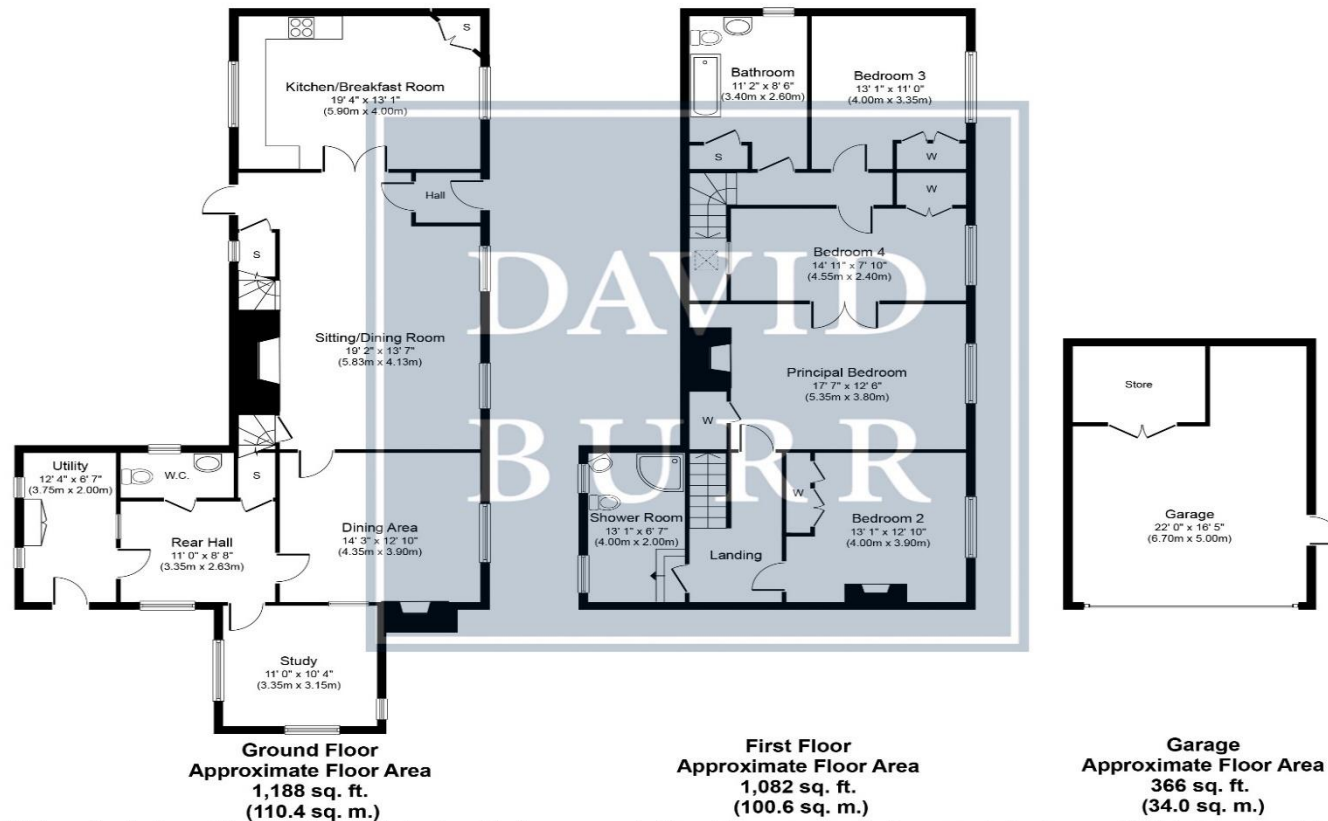 S
Kitchen/Breakfast Room
19' 4" x 13' 1"
(5.90m x 4.00m)
Hall
S
Sitting/Dining Room
19' 2" x 13' 7"
(5.83m x 4.13m)
Utility
12' 4" x 6' 7"
(3.75m x 2.00m)
W.C.
S
Rear Hall
11' 0" x 8' 8"
(3.35m x 2.63m)
Dining Area
14' 3" x 12' 10"
(4.35m x 3.90m)
Study
11' 0" x 10' 4"
(3.35m x 3.15m)
Ground Floor
Approximate Floor Area
1,188 sq. ft.
(110.4 sq. m.)
Bathroom
11' 2" x 8' 6"
(3.40m x 2.60m)
Bedroom 3
13' 1" x 11' 0"
(4.00m x 3.35m)
S
W
W
Bedroom 4
14' 11" x 7' 10"
(4.55m x 2.40m)
Principal Bedroom
17' 7" x 12' 6"
(5.35m x 3.80m)
W
W
Shower Room
13' 1" x 6' 7"
(4.00m x 2.00m)
Landing
Bedroom 2
13' 1" x 12' 10"
(4.00m x 3.90m)
First Floor
Approximate Floor Area
1,082 sq. ft.
(100.6 sq. m.)
Store
Garage
22' 0" x 16' 5"
(6.70m x 5.00m)
Garage
Approximate Floor Area
366 sq. ft.
(34.0 sq. m.)
DAVID
BURR